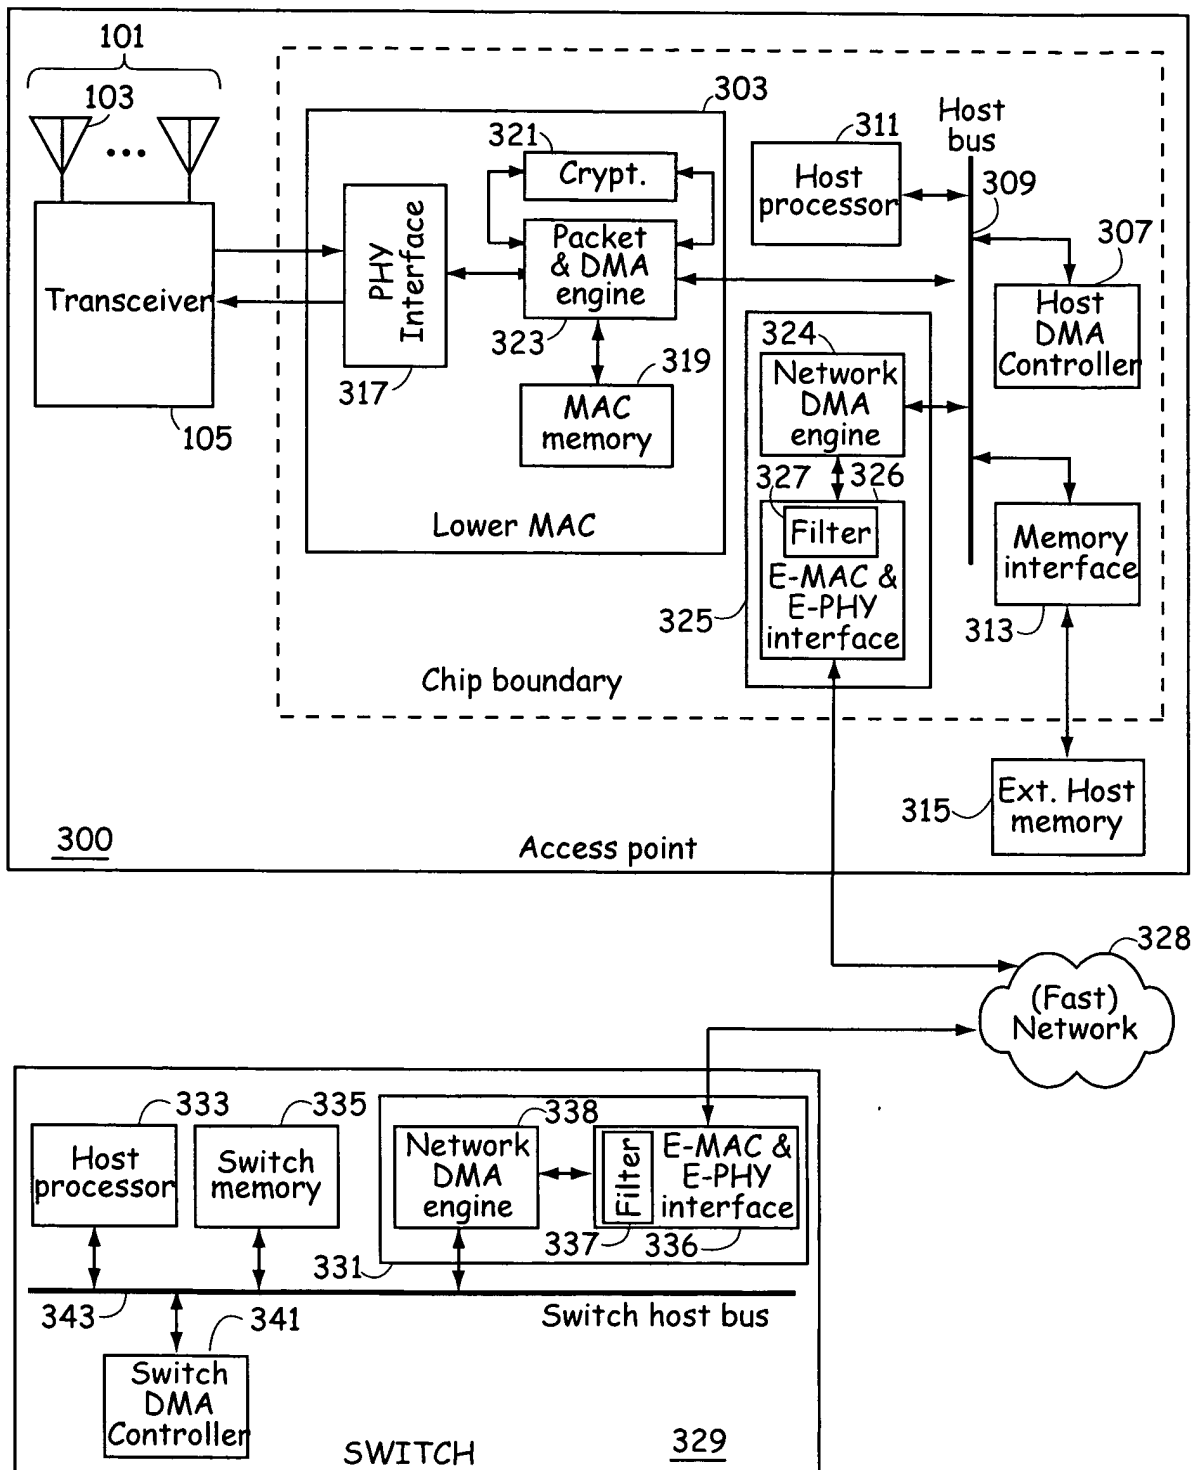 101
103
Transceiver
105
303
321
Crypt.
PHY
Interface
317
Packet
& DMA
engine
323
319
MAC
memory
Lower MAC
311
Host
processor
Host
bus
309
307
Host
DMA
Controller
324
Network
DMA
engine
327
326
Filter
E-MAC &
E-PHY
interface
325
Memory
interface
313
Chip boundary
315
Ext. Host
memory
300
Access point
328
(Fast)
Network
333
Host
processor
335
Switch
memory
338
Network
DMA
engine
Filter
E-MAC &
E-PHY
interface
337
336
331
343
Switch host bus
341
Switch
DMA
Controller
SWITCH
329